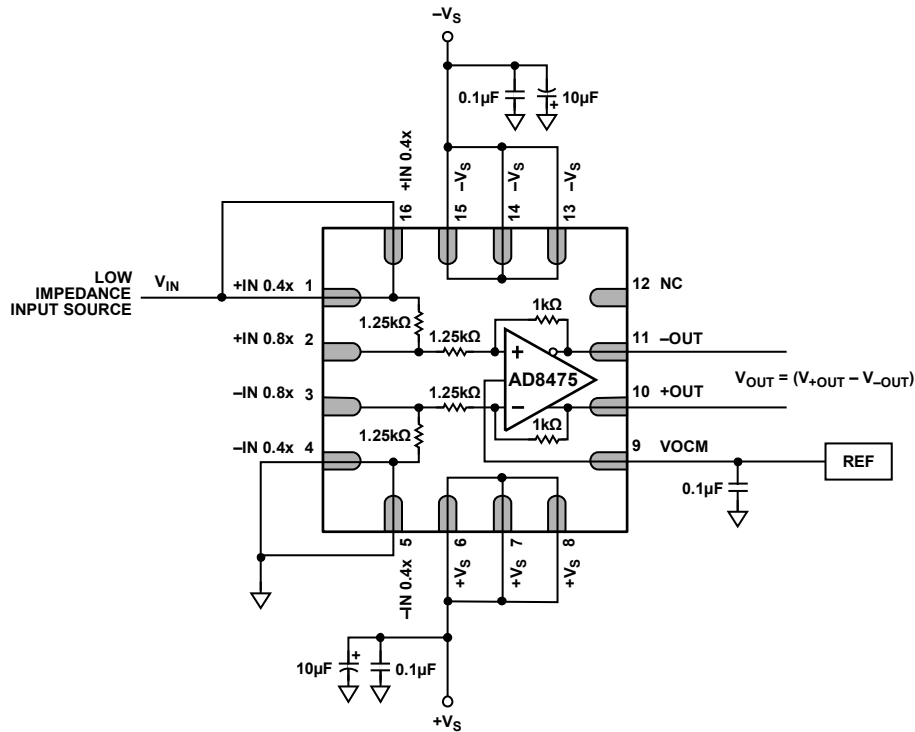 –VS
0.1µF
10µF
+
+IN 0.4x
–VS
–VS
–VS
16
15
14
13
LOW
IMPEDANCE
INPUT SOURCE
VIN
+IN 0.4x 1
12 NC
1.25kΩ
1kΩ
+IN 0.8x 2
1.25kΩ
+
11 –OUT
AD8475
VOUT = (V+OUT – V–OUT)
–IN 0.8x 3
1.25kΩ
–
10 +OUT
1.25kΩ
1kΩ
–IN 0.4x 4
9 VOCM
REF
0.1µF
5
6
7
8
–IN 0.4x
+VS
+VS
+VS
10µF
+
0.1µF
+VS